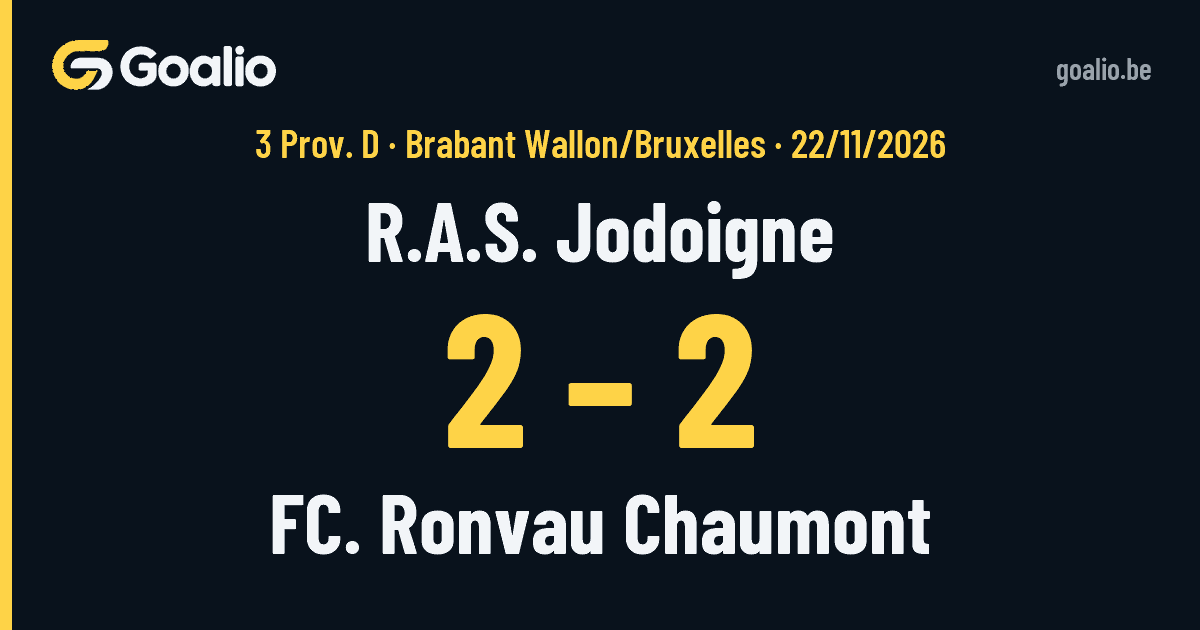 Goalio
goalio.be
3 Prov. D · Brabant Wallon/Bruxelles · 22/11/2026
R.A.S. Jodoigne
2 – 2
FC. Ronvau Chaumont